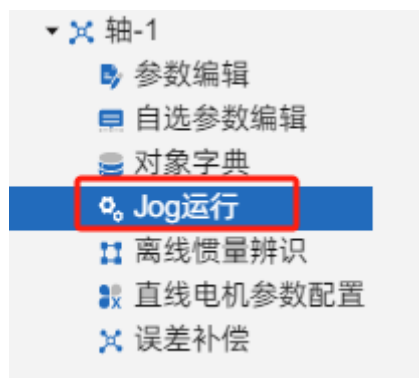 轴-1
参数编辑
自选参数编辑
对象字典
Jog运行
离线惯量辨识
直线电机参数配置
误差补偿